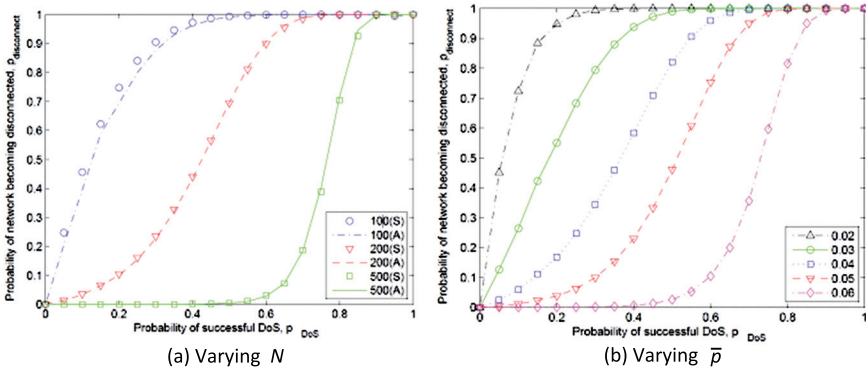 Probability of network becoming disconnected, p disconnect
1
0.9
0.8
0.7
0.6
0.5
0.4
0.3
0.2
0.1
0
0 0.2 0.4 0.6 0.8 1
Probability of successful DoS, p DoS
100(S)
100(A)
200(S)
200(A)
500(S)
500(A)
(a) Varying N
Probability of network becoming disconnected, p disconnect
1
0.9
0.8
0.7
0.6
0.5
0.4
0.3
0.2
0.1
0
0 0.2 0.4 0.6 0.8 1
Probability of successful DoS, p DoS
0.02
0.03
0.04
0.05
0.06
(b) Varying p̅